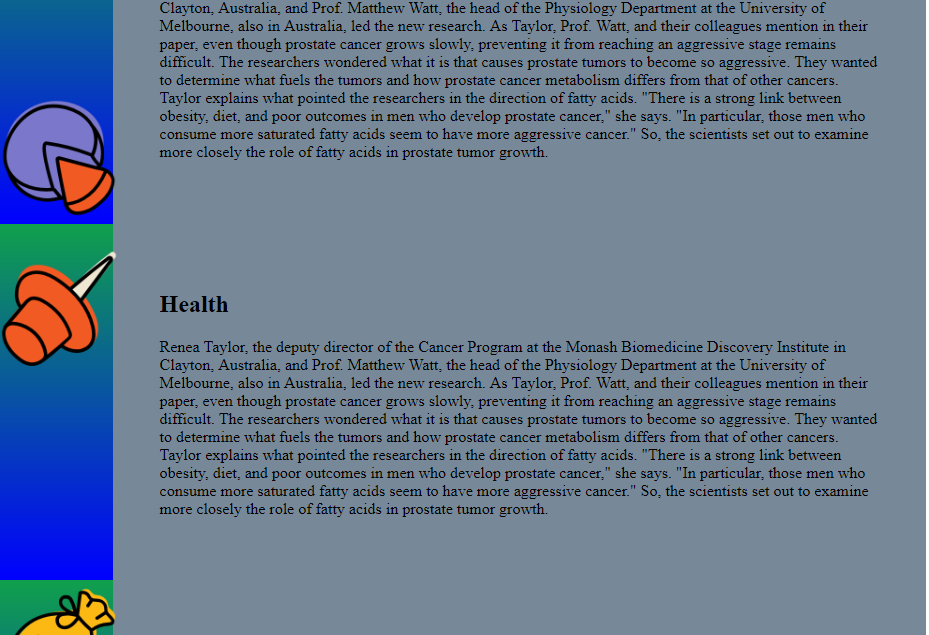 Clayton, Australia, and Prof. Matthew Watt, the head of the Physiology Department at the University of
Melbourne, also in Australia, led the new research. As Taylor, Prof. Watt, and their colleagues mention in their
paper, even though prostate cancer grows slowly, preventing it from reaching an aggressive stage remains
difficult. The researchers wondered what it is that causes prostate tumors to become so aggressive. They wanted
to determine what fuels the tumors and how prostate cancer metabolism differs from that of other cancers.
Taylor explains what pointed the researchers in the direction of fatty acids. "There is a strong link between
obesity, diet, and poor outcomes in men who develop prostate cancer," she says. "In particular, those men who
consume more saturated fatty acids seem to have more aggressive cancer." So, the scientists set out to examine
more closely the role of fatty acids in prostate tumor growth.
Health
Renea Taylor, the deputy director of the Cancer Program at the Monash Biomedicine Discovery Institute in
Clayton, Australia, and Prof. Matthew Watt, the head of the Physiology Department at the University of
Melbourne, also in Australia, led the new research. As Taylor, Prof. Watt, and their colleagues mention in their
paper, even though prostate cancer grows slowly, preventing it from reaching an aggressive stage remains
difficult. The researchers wondered what it is that causes prostate tumors to become so aggressive. They wanted
to determine what fuels the tumors and how prostate cancer metabolism differs from that of other cancers.
Taylor explains what pointed the researchers in the direction of fatty acids. "There is a strong link between
obesity, diet, and poor outcomes in men who develop prostate cancer," she says. "In particular, those men who
consume more saturated fatty acids seem to have more aggressive cancer." So, the scientists set out to examine
more closely the role of fatty acids in prostate tumor growth.